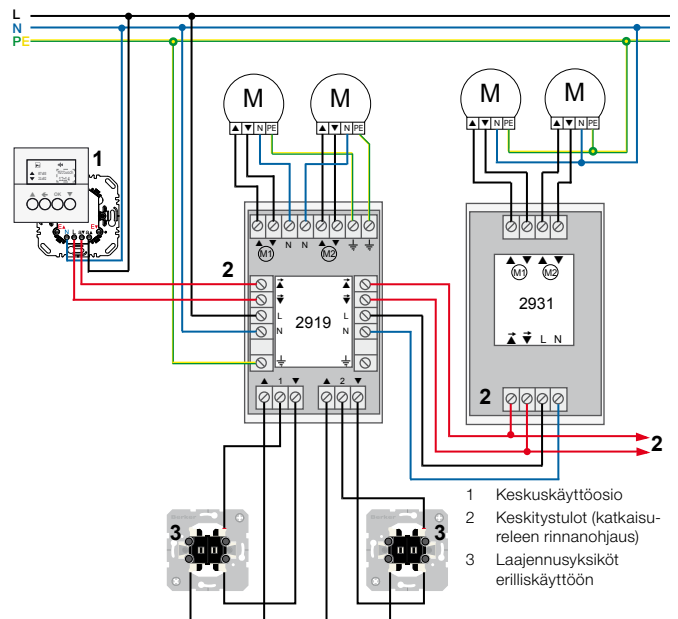 L
N
PE
M M M M
▲ ▼ N PE ▲ ▼ N PE ▲ ▼ N PE ▲ ▼ N PE
1
▲ OK ▼
N L
▲ ▼ N N ▲ ▼
M1 M2
2
2919
L L
N N
▲ 1 ▼ ▲ 2 ▼
▲ ▼ ▲ ▼
M1 M2
2931
▲ ▼ L N
2
2
3 3
1 Keskuskäyttöosio
2 Keskitystulot (katkaisu-
releen rinnanohjaus)
3 Laajennusyksiköt
erilliskäyttöön